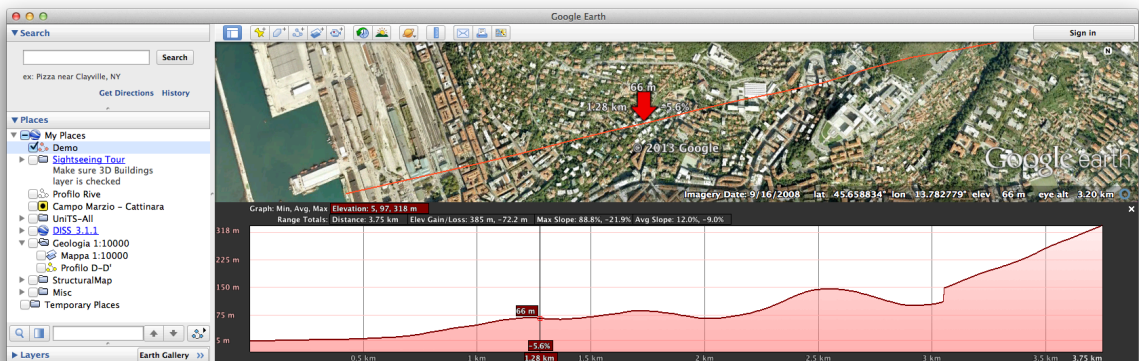 Google Earth
▼ Search
Search
ex: Pizza near Clayville, NY
Get Directions History
▼ Places
My Places
Demo
Sightseeing Tour
Make sure 3D Buildings
layer is checked
Profilo Rive
Campo Marzio - Cattinara
UniTS-All
DISS_3.1.1
Geologia 1:10000
Mappa 1:10000
Profilo D-D'
StructuralMap
Misc
Temporary Places
▶ Layers
Earth Gallery >>
Sign in
N
66 m
1.28 km -5.6%
© 2013 Google
Google earth
Imagery Date: 9/16/2008 lat 45.658834° lon 13.782779° elev 66 m eye alt 3.20 km
Graph: Min, Avg, Max Elevation: 5, 97, 318 m
Range Totals: Distance: 3.75 km Elev Gain/Loss: 385 m, -72.2 m Max Slope: 88.8%, -21.9% Avg Slope: 12.0%, -9.0%
318 m
225 m
150 m
75 m
5 m
66 m
-5.6%
0.5 km 1 km 1.28 km 1.5 km 2 km 2.5 km 3 km 3.5 km 3.75 km